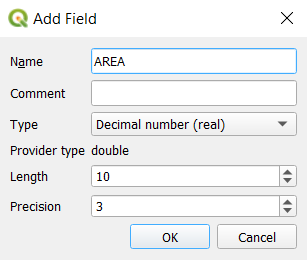 Add Field
Name AREA
Comment
Type Decimal number (real)
Provider type double
Length 10
Precision 3
OK Cancel